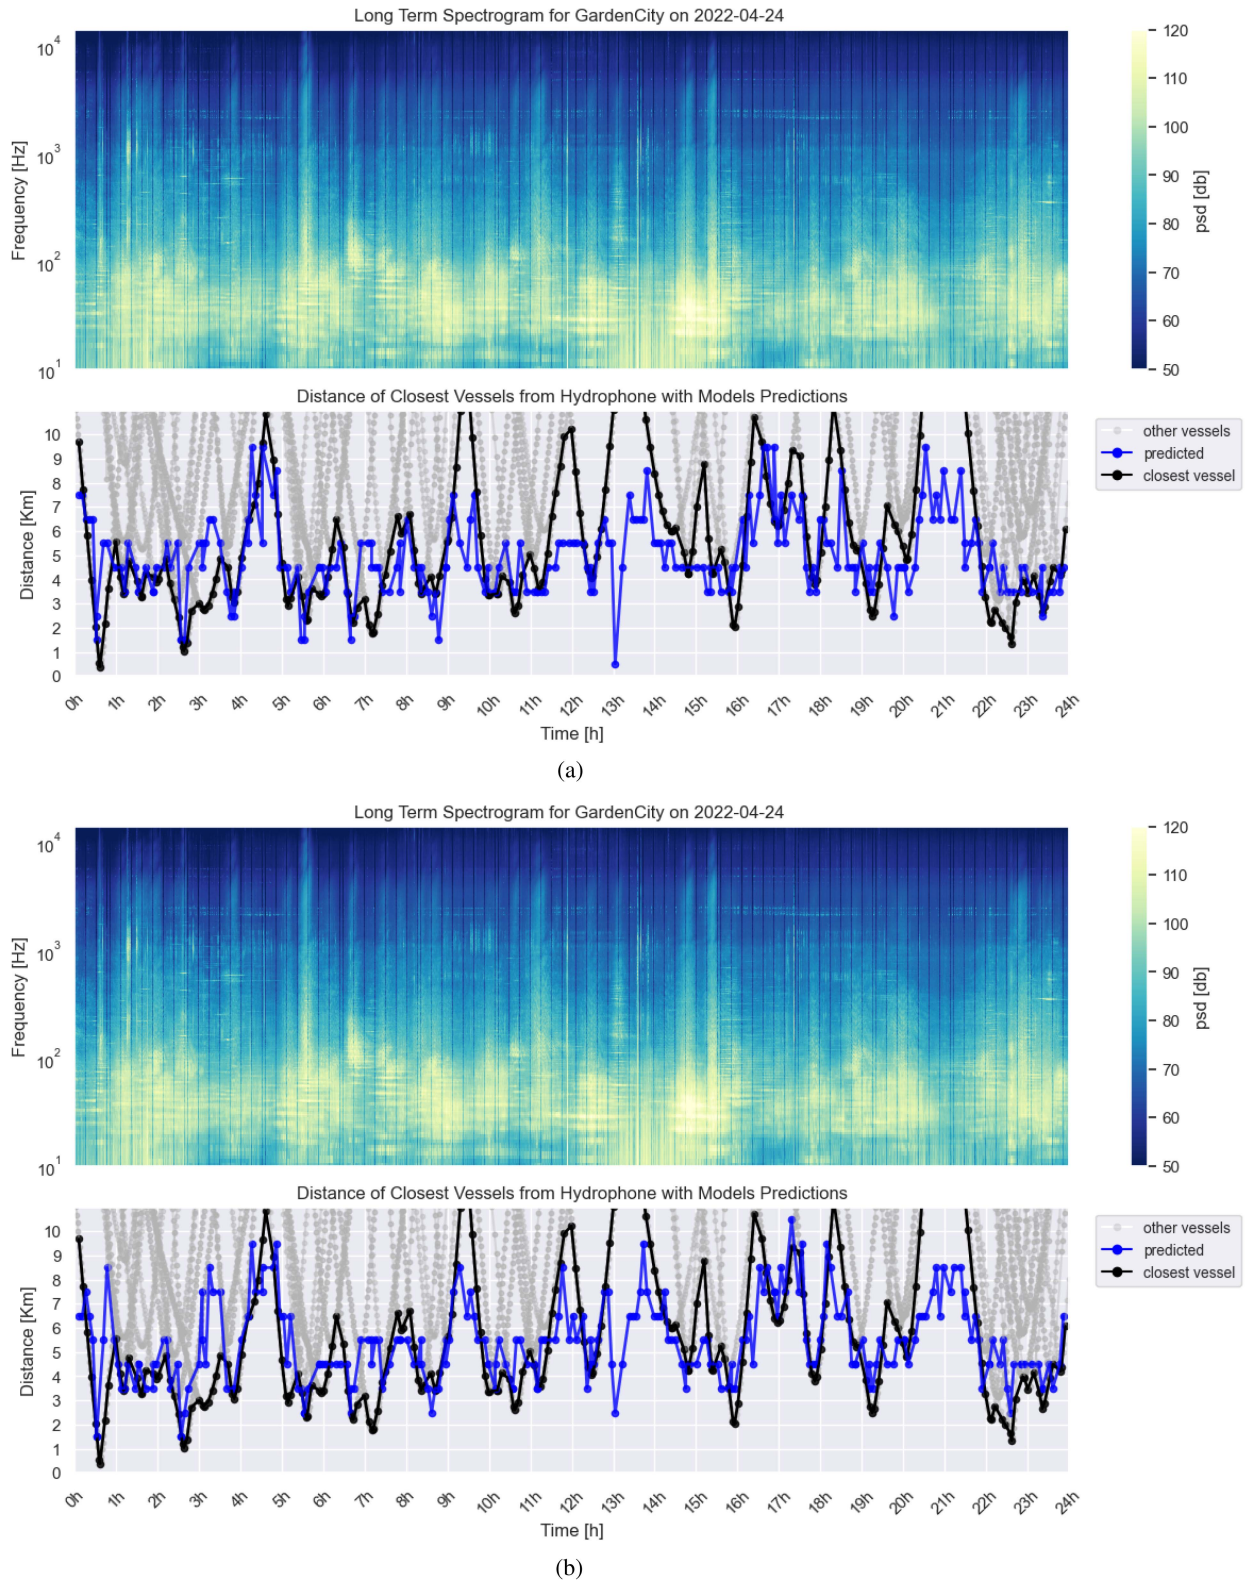 Long Term Spectrogram for GardenCity on 2022-04-24
Frequency [Hz]
10^4
10^3
10^2
10^1
120
110
100
90
80
70
60
50
psd [db]
Distance of Closest Vessels from Hydrophone with Models Predictions
Distance [Km]
10
9
8
7
6
5
4
3
2
1
0
other vessels
predicted
closest vessel
0h 1h 2h 3h 4h 5h 6h 7h 8h 9h 10h 11h 12h 13h 14h 15h 16h 17h 18h 19h 20h 21h 22h 23h 24h
Time [h]
(a)
Long Term Spectrogram for GardenCity on 2022-04-24
Frequency [Hz]
10^4
10^3
10^2
10^1
120
110
100
90
80
70
60
50
psd [db]
Distance of Closest Vessels from Hydrophone with Models Predictions
Distance [Km]
10
9
8
7
6
5
4
3
2
1
0
other vessels
predicted
closest vessel
0h 1h 2h 3h 4h 5h 6h 7h 8h 9h 10h 11h 12h 13h 14h 15h 16h 17h 18h 19h 20h 21h 22h 23h 24h
Time [h]
(b)